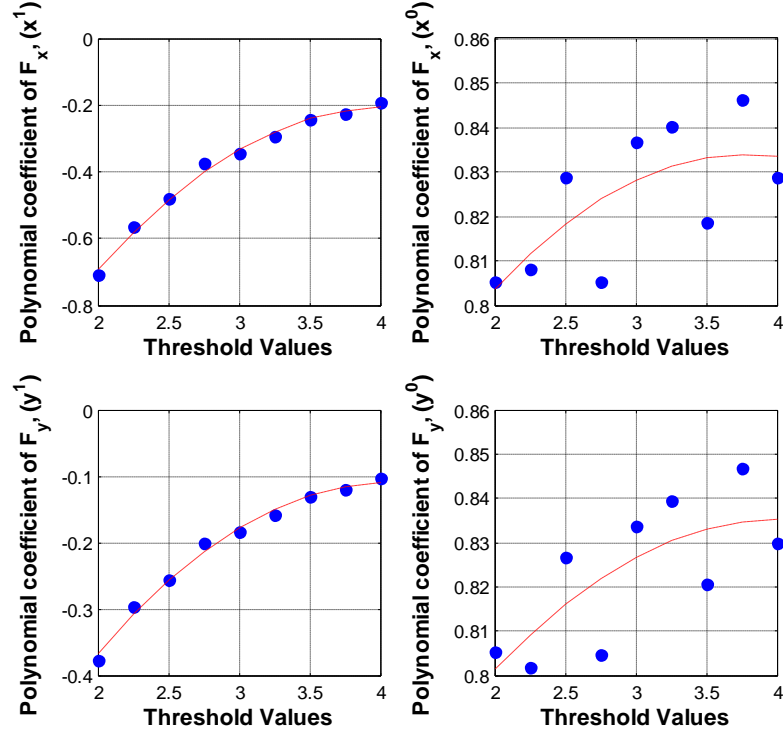 Polynomial coefficient of Fx, (x1)
0
-0.2
-0.4
-0.6
-0.8
2 2.5 3 3.5 4
Threshold Values
Polynomial coefficient of Fx, (x0)
0.86
0.85
0.84
0.83
0.82
0.81
0.8
2 2.5 3 3.5 4
Threshold Values
Polynomial coefficient of Fy, (y1)
0
-0.1
-0.2
-0.3
-0.4
2 2.5 3 3.5 4
Threshold Values
Polynomial coefficient of Fy, (y0)
0.86
0.85
0.84
0.83
0.82
0.81
0.8
2 2.5 3 3.5 4
Threshold Values